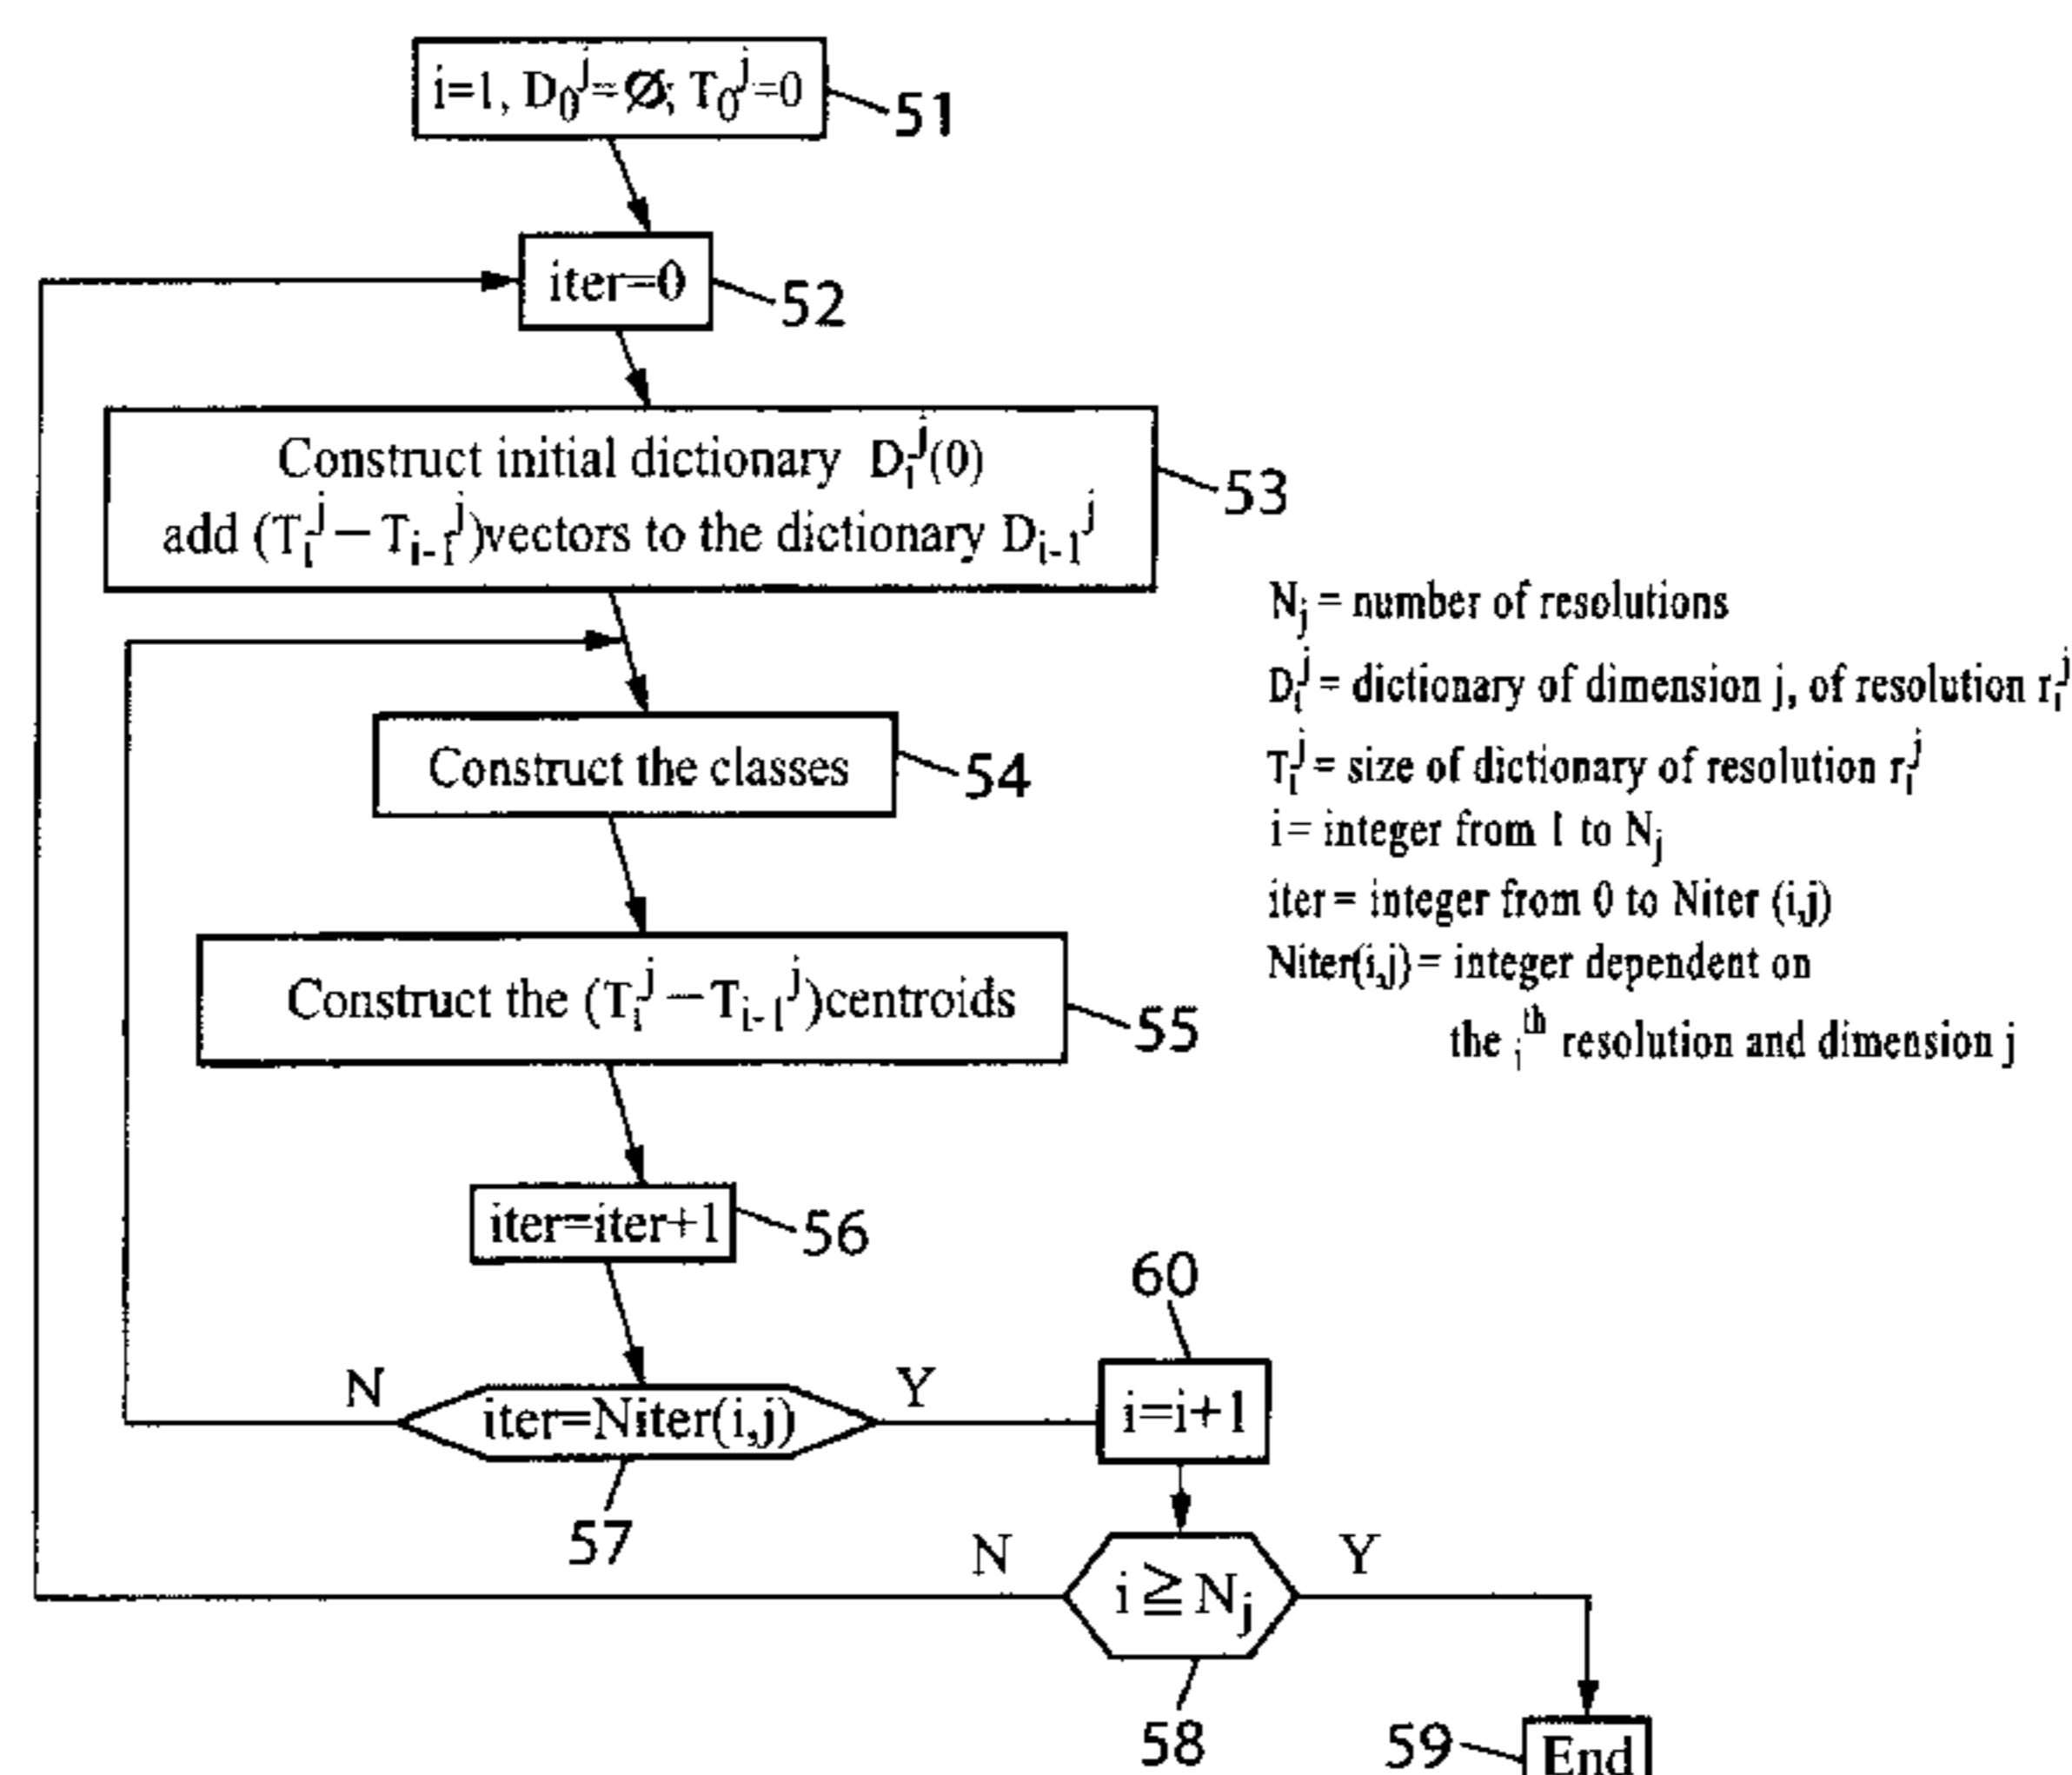 i=1, D₀ʲ=Ø; T₀ʲ=0
51
iter=0
52
Construct initial dictionary Dᵢʲ(0)
add (Tᵢʲ−Tᵢ₋₁ʲ)vectors to the dictionary Dᵢ₋₁ʲ
53
Construct the classes
54
Construct the (Tᵢʲ−Tᵢ₋₁ʲ)centroids
55
iter=iter+1
56
N
iter=Niter(i,j)
Y
57
60
i=i+1
N
i ≧ Nⱼ
Y
58
59
End
Nⱼ = number of resolutions
Dᵢʲ = dictionary of dimension j, of resolution rᵢʲ
Tᵢʲ = size of dictionary of resolution rᵢʲ
i= integer from 1 to Nⱼ
iter = integer from 0 to Niter (i,j)
Niter(i,j) = integer dependent on
the ᵢth resolution and dimension j